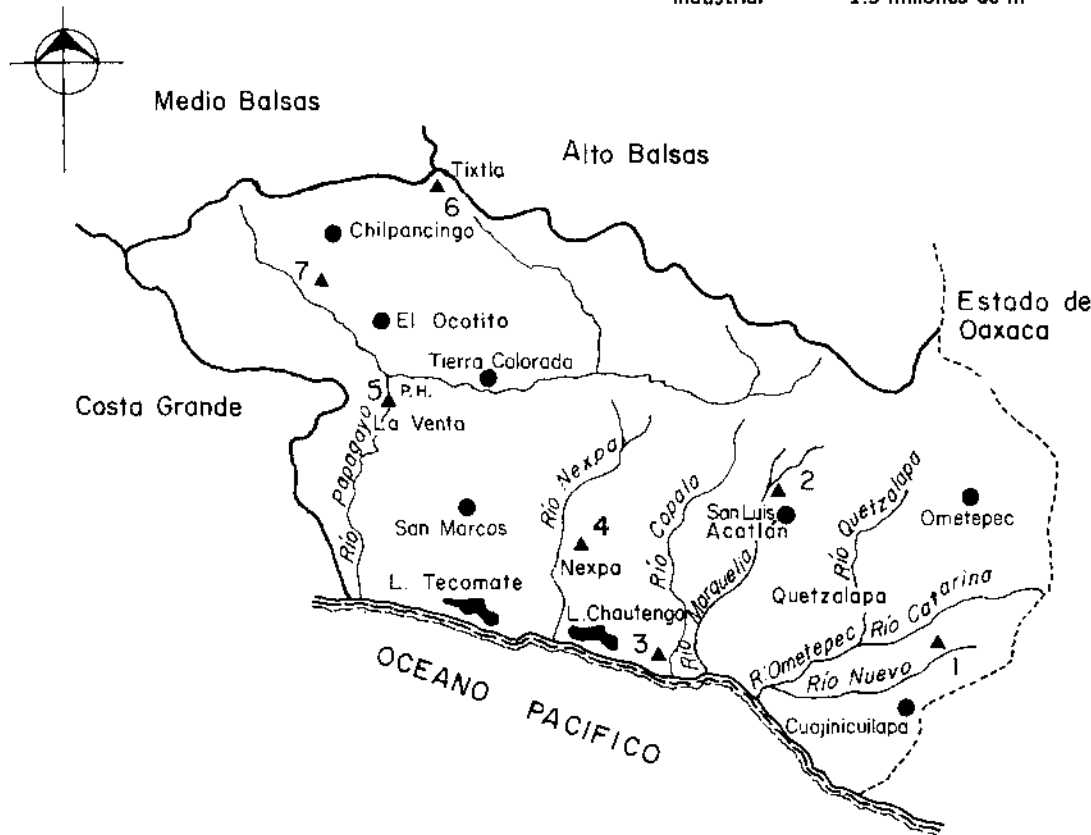 Medio Balsas
Alto Balsas
Tixtla
6
Chilpancingo
7
El Ocotito
Estado de
Oaxaca
Tierra Colorada
Costa Grande
5
P.H.
La Venta
Río Papagayo
Río Nexpa
Río Copala
2
San Luis
Acatlán
Río Quetzalapa
Ometepec
San Marcos
4
Nexpa
Río Marquelia
L. Tecomate
L. Chautengo
Quetzalapa
Río Catarina
3
R. Ometepec
Río Nuevo
1
Cuajinicuilapa
OCEANO PACIFICO